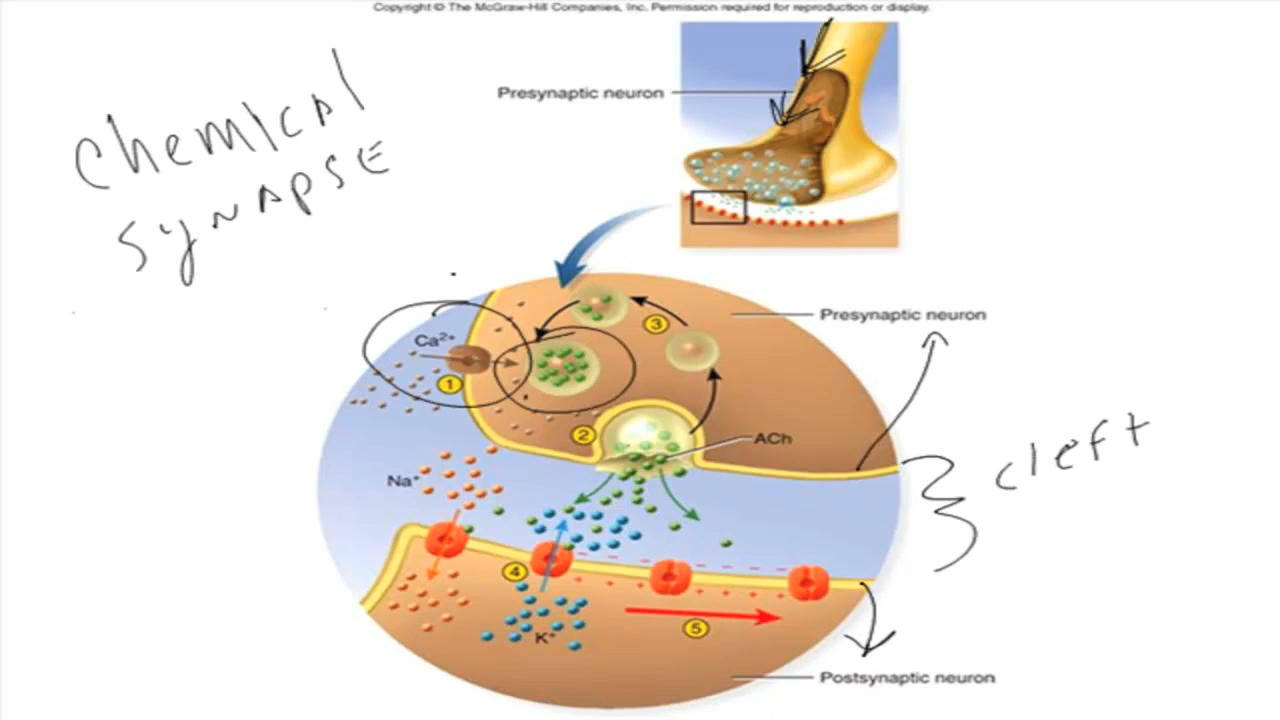 Copyright © The McGraw-Hill Companies, Inc. Permission required for reproduction or display.
Presynaptic neuron
Chemical
Synapse
Presynaptic neuron
3
Ca²⁺
1
2
ACh
cleft
Na⁺
4
5
K⁺
Postsynaptic neuron